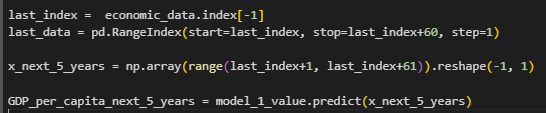 last_index =  economic_data.index[-1]
last_data = pd.RangeIndex(start=last_index, stop=last_index+60, step=1)
x_next_5_years = np.array(range(last_index+1, last_index+61)).reshape(-1, 1)
GDP_per_capita_next_5_years = model_1_value.predict(x_next_5_years)